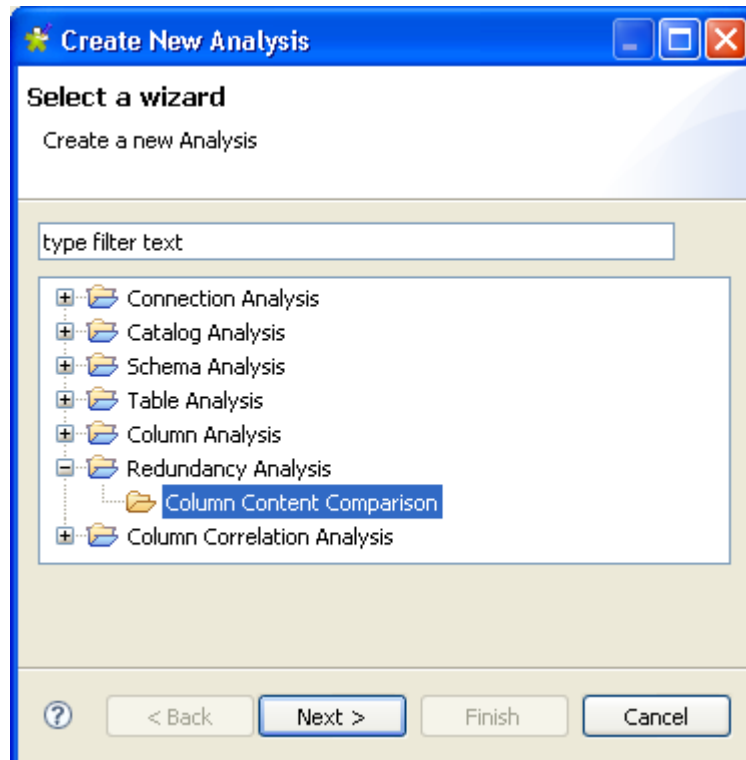 Create New Analysis
Select a wizard
Create a new Analysis
type filter text
Connection Analysis
Catalog Analysis
Schema Analysis
Table Analysis
Column Analysis
Redundancy Analysis
Column Content Comparison
Column Correlation Analysis
? < Back Next > Finish Cancel